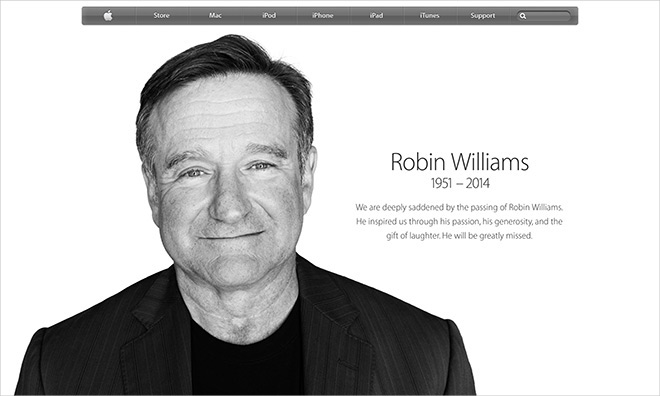 Store Mac iPod iPhone iPad iTunes Support
Robin Williams
1951 – 2014
We are deeply saddened by the passing of Robin Williams.
He inspired us through his passion, his generosity, and the
gift of laughter. He will be greatly missed.